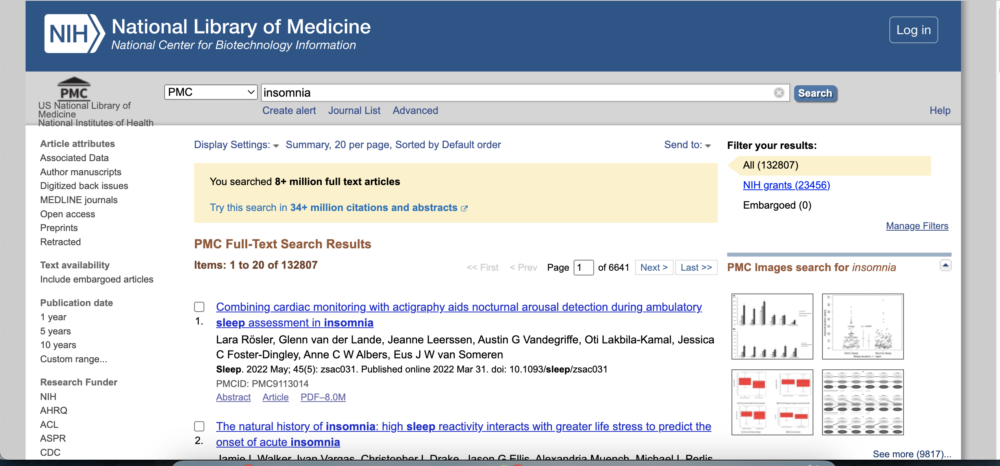 NIH
National Library of Medicine
National Center for Biotechnology Information
Log in
PMC
US National Library of
Medicine
National Institutes of Health
PMC
insomnia
Search
Create alert Journal List Advanced
Help
Article attributes
Associated Data
Author manuscripts
Digitized back issues
MEDLINE journals
Open access
Preprints
Retracted
Text availability
Include embargoed articles
Publication date
1 year
5 years
10 years
Custom range...
Research Funder
NIH
AHRQ
ACL
ASPR
CDC
Display Settings: Summary, 20 per page, Sorted by Default order
Send to:
You searched 8+ million full text articles
Try this search in 34+ million citations and abstracts
PMC Full-Text Search Results
Items: 1 to 20 of 132807
<< First < Prev Page 1 of 6641 Next > Last >>
Combining cardiac monitoring with actigraphy aids nocturnal arousal detection during ambulatory
1. sleep assessment in insomnia
Lara Rösler, Glenn van der Lande, Jeanne Leerssen, Austin G Vandegriffe, Oti Lakbila-Kamal, Jessica
C Foster-Dingley, Anne C W Albers, Eus J W van Someren
Sleep. 2022 May; 45(5): zsac031. Published online 2022 Mar 31. doi: 10.1093/sleep/zsac031
PMCID: PMC9113014
Abstract Article PDF–8.0M
The natural history of insomnia: high sleep reactivity interacts with greater life stress to predict the
2. onset of acute insomnia
Jamie L Walker, Ivan Vargas, Christopher L Drake, Jason G Ellis, Alexandria Muench, Michael L Perlis
Filter your results:
All (132807)
NIH grants (23456)
Embargoed (0)
Manage Filters
PMC Images search for insomnia
See more (9817)...